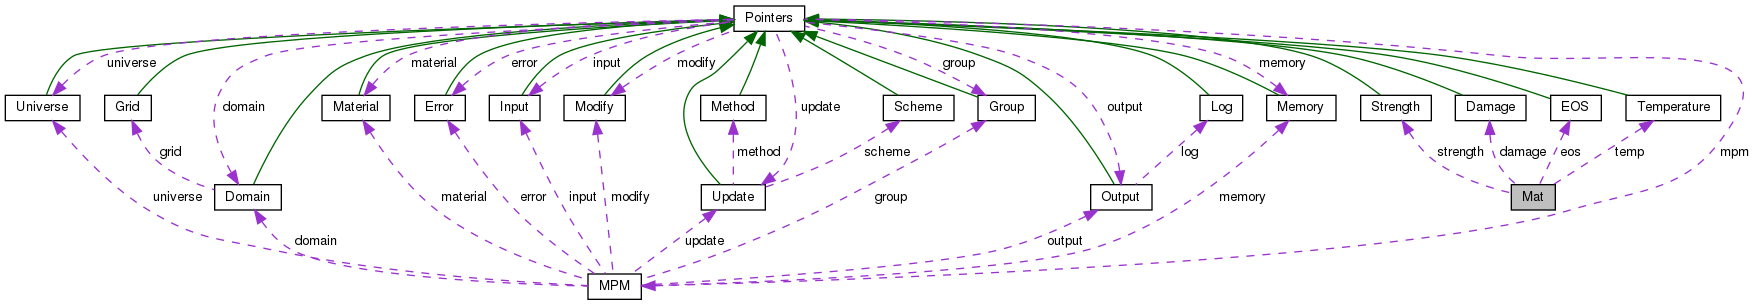 Pointers
universe
material
error
input
modify
group
memory
domain
update
output
mpm
Universe
Grid
Material
Error
Input
Modify
Method
Scheme
Group
Log
Memory
Strength
Damage
EOS
Temperature
grid
method
scheme
log
strength
damage
eos
temp
universe
Domain
material
error
input
modify
Update
group
Output
memory
Mat
domain
update
output
MPM